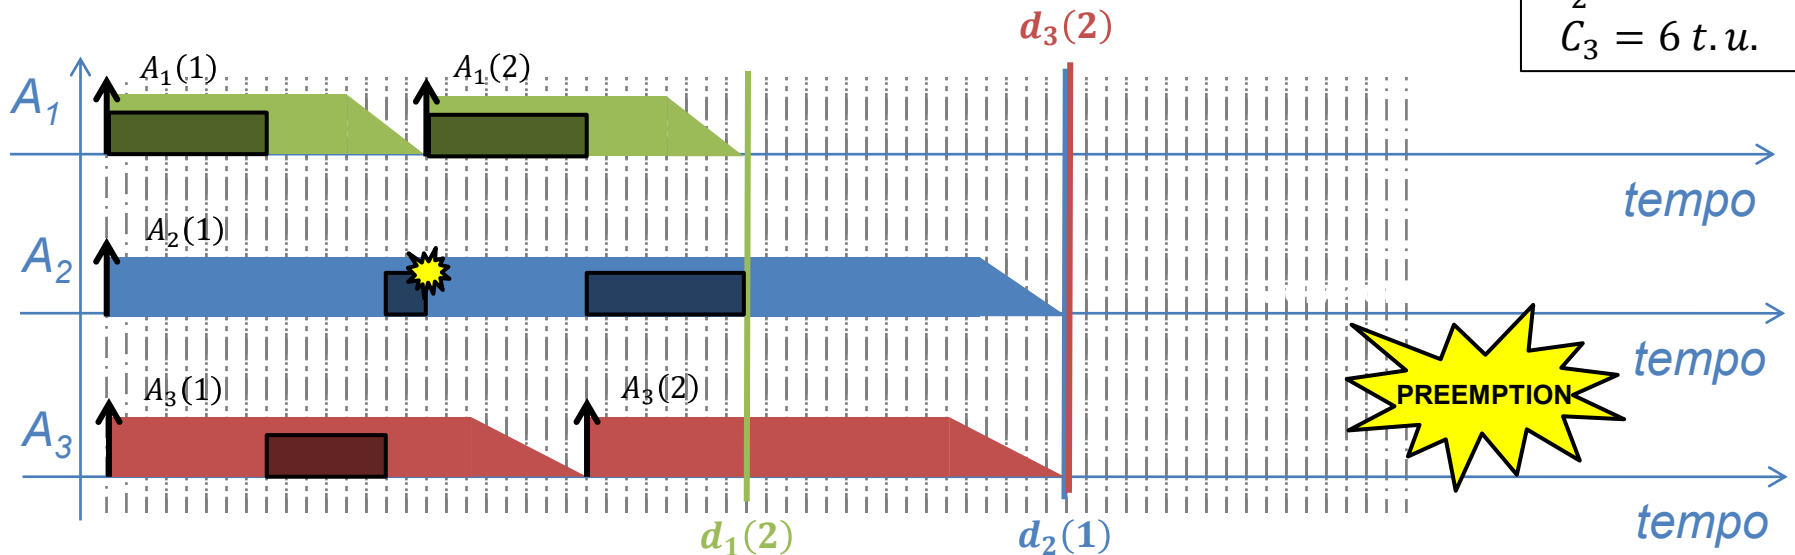 d₃(2)
₂
C₃ = 6 t.u.
A₁(1)
A₁(2)
A₁
tempo
A₂(1)
A₂
tempo
PREEMPTION
A₃(1)
A₃(2)
A₃
tempo
d₁(2)
d₂(1)